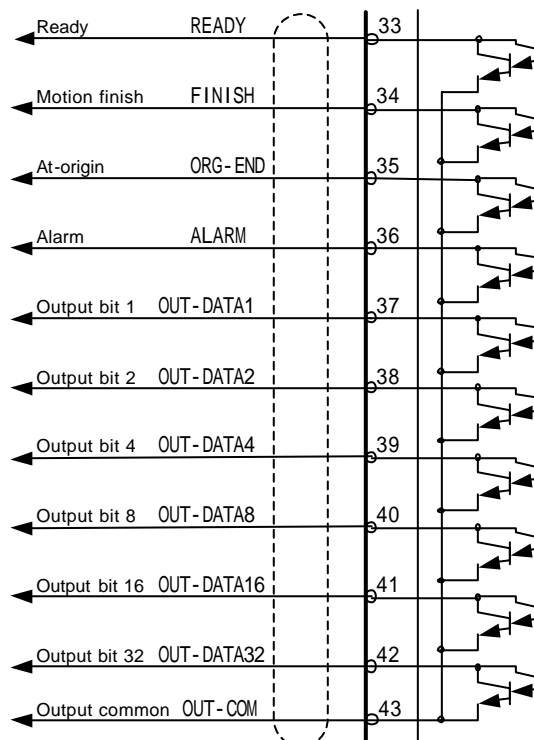 Ready READY 33
Motion finish FINISH 34
At-origin ORG-END 35
Alarm ALARM 36
Output bit 1 OUT-DATA1 37
Output bit 2 OUT-DATA2 38
Output bit 4 OUT-DATA4 39
Output bit 8 OUT-DATA8 40
Output bit 16 OUT-DATA16 41
Output bit 32 OUT-DATA32 42
Output common OUT-COM 43